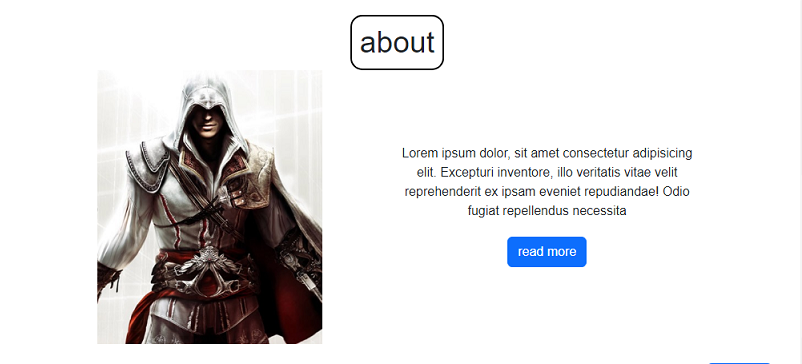 about
Lorem ipsum dolor, sit amet consectetur adipisicing
elit. Excepturi inventore, illo veritatis vitae velit
reprehenderit ex ipsam eveniet repudiandae! Odio
fugiat repellendus necessita
read more